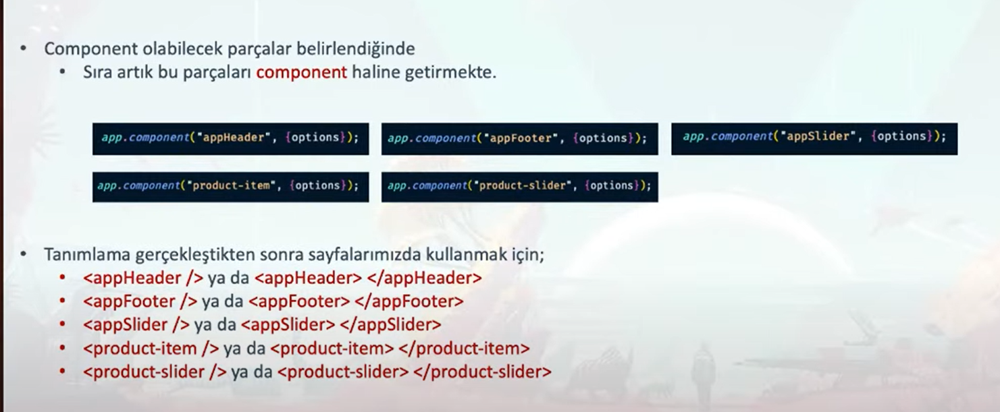 • Component olabilecek parçalar belirlendiğinde
• Sıra artık bu parçaları component haline getirmekte.
app.component("appHeader", {options}); app.component("appFooter", {options}); app.component("appSlider", {options});
app.component("product-item", {options}); app.component("product-slider", {options});
• Tanımlama gerçekleştikten sonra sayfalarımızda kullanmak için;
• <appHeader /> ya da <appHeader> </appHeader>
• <appFooter /> ya da <appFooter> </appFooter>
• <appSlider /> ya da <appSlider> </appSlider>
• <product-item /> ya da <product-item> </product-item>
• <product-slider /> ya da <product-slider> </product-slider>